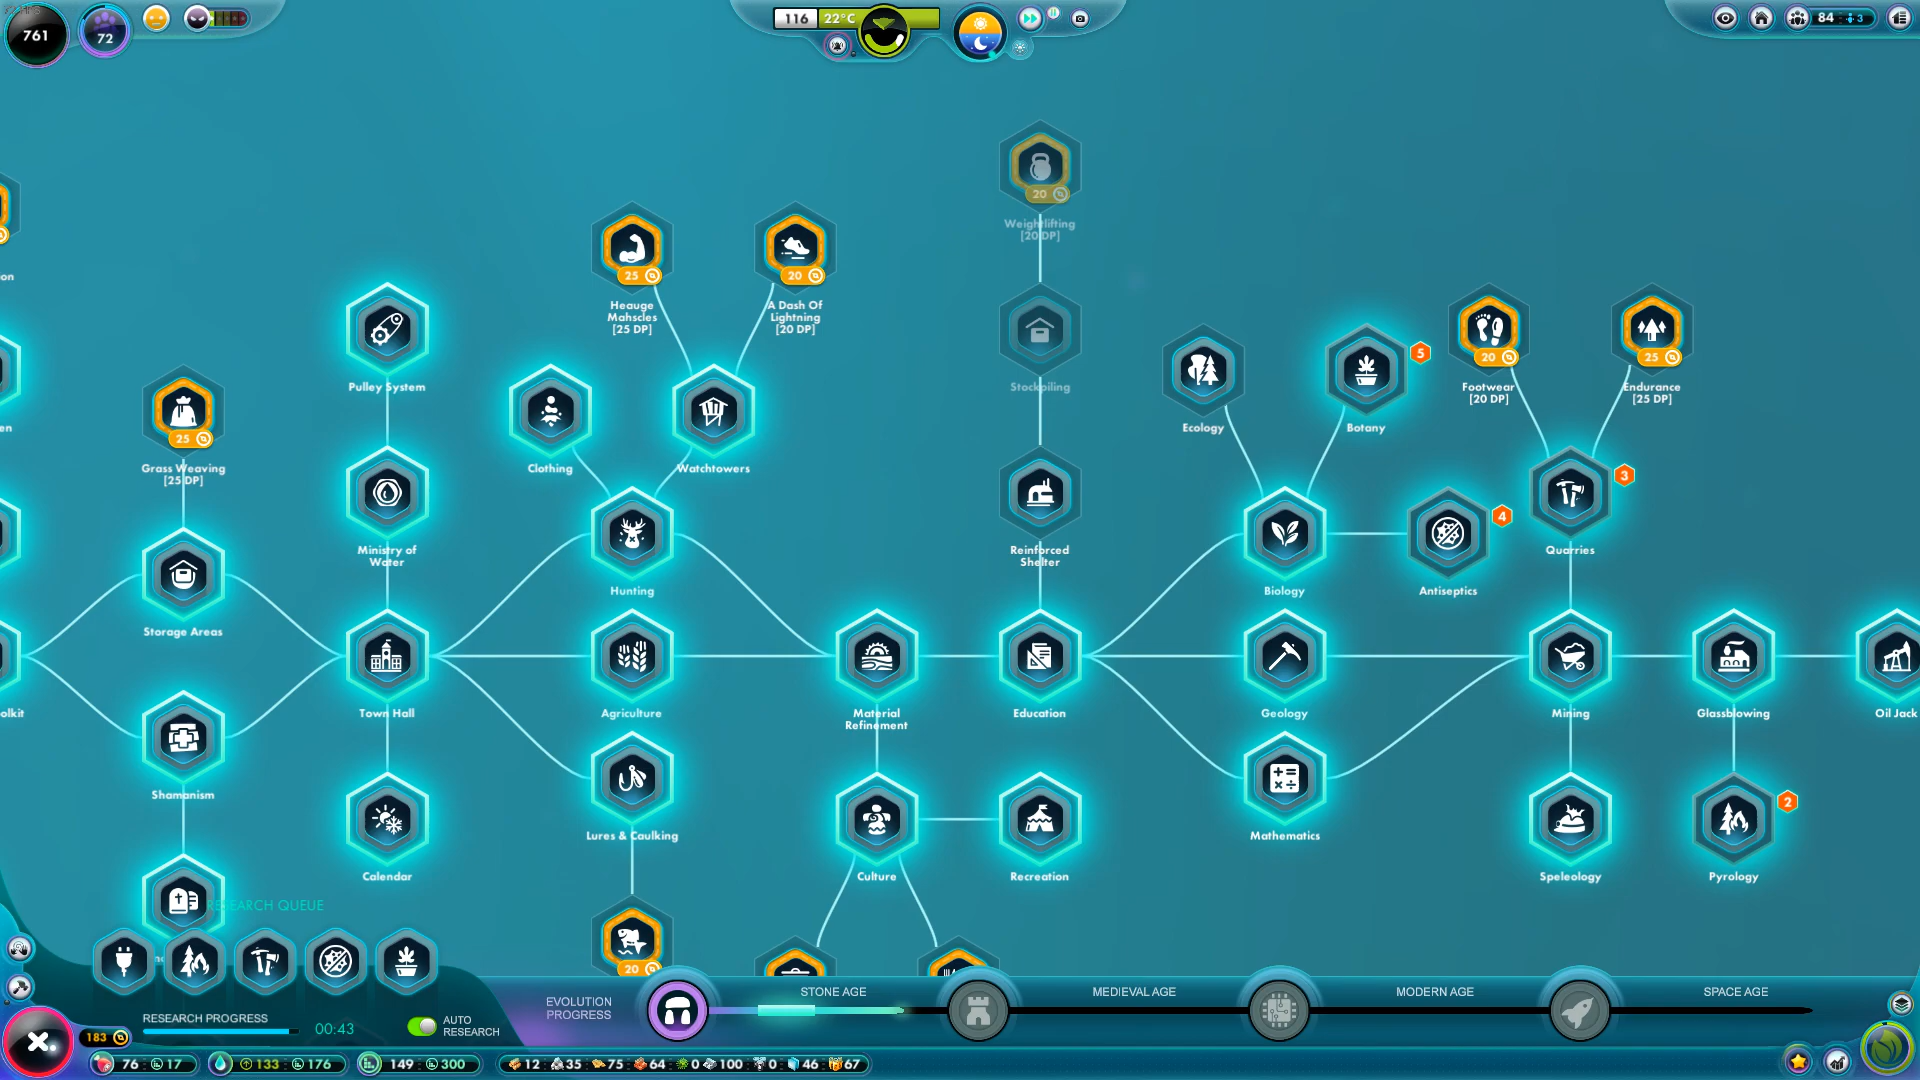 761
72
116
22°C
84
3
20
Weightlifting
[20 DP]
25
Heauge
Mahscles
[25 DP]
20
A Dash Of
Lightning
[20 DP]
Pulley System
Stockpiling
5
20
Footwear
[20 DP]
25
Endurance
[25 DP]
25
Grass Weaving
[25 DP]
Clothing
Watchtowers
Ecology
Botany
3
Ministry of
Water
Hunting
Reinforced
Shelter
Biology
4
Antiseptics
Quarries
Storage Areas
olkit
Town Hall
Agriculture
Material
Refinement
Education
Geology
Mining
Glassblowing
Oil Jack
Shamanism
Calendar
Lures & Caulking
Culture
Recreation
Mathematics
Speleology
2
Pyrology
20
RESEARCH QUEUE
RESEARCH PROGRESS
00:43
AUTO
RESEARCH
EVOLUTION
PROGRESS
STONE AGE
MEDIEVAL AGE
MODERN AGE
SPACE AGE
183
76 17 133 176 149 300 12 35 75 64 0 100 0 46 67